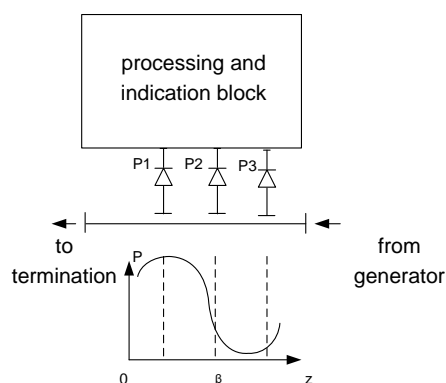 processing and
indication block
P1 P2 P3
to
termination
from
generator
P
0 β z